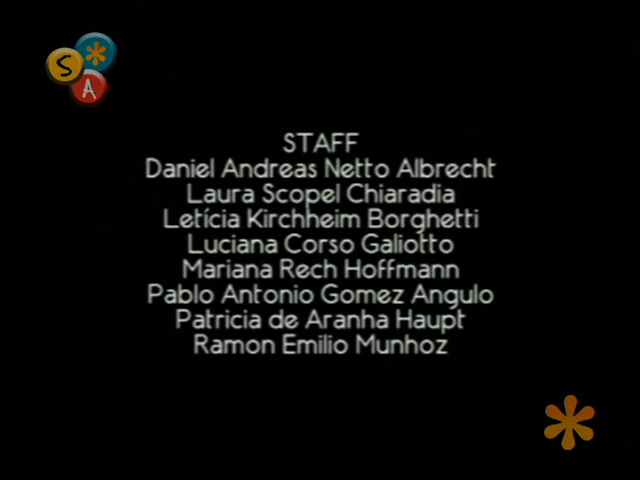 S
A
STAFF
Daniel Andreas Netto Albrecht
Laura Scopel Chiaradia
Letícia Kirchheim Borghetti
Luciana Corso Galiotto
Mariana Rech Hoffmann
Pablo Antonio Gomez Angulo
Patricia de Aranha Haupt
Ramon Emilio Munhoz